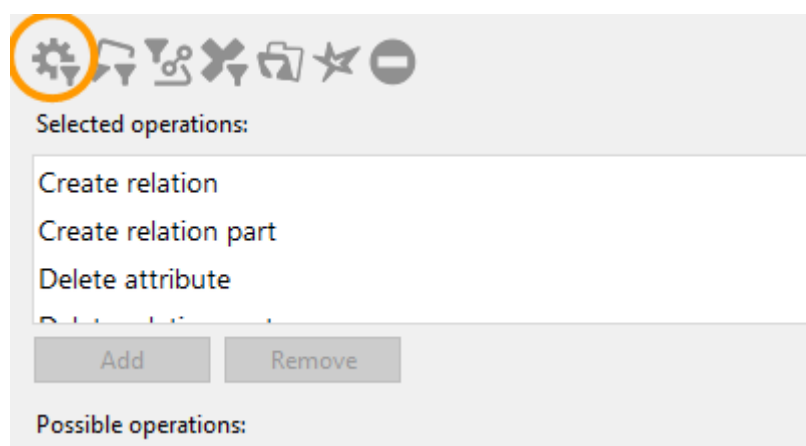 Selected operations:
Create relation
Create relation part
Delete attribute
Add Remove
Possible operations: